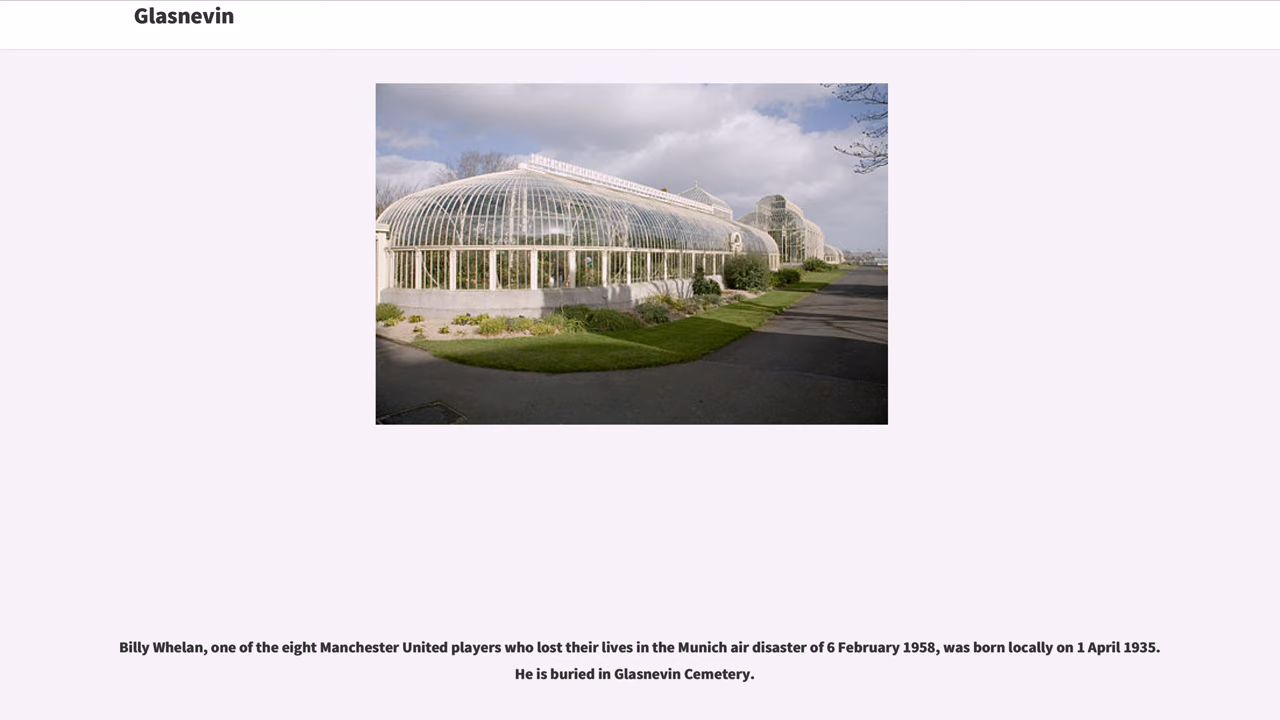 Glasnevin
Billy Whelan, one of the eight Manchester United players who lost their lives in the Munich air disaster of 6 February 1958, was born locally on 1 April 1935.
He is buried in Glasnevin Cemetery.